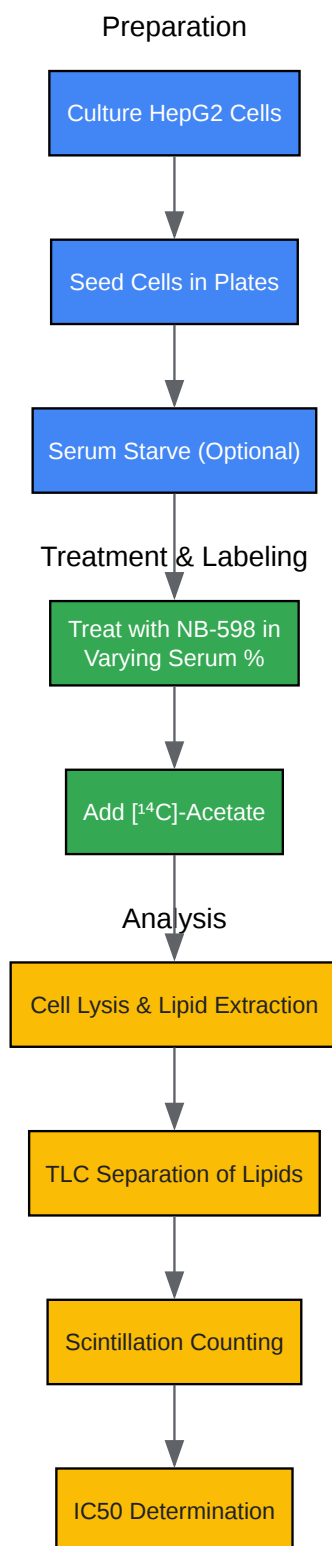 Preparation
Culture HepG2 Cells
Seed Cells in Plates
Serum Starve (Optional)
Treatment & Labeling
Treat with NB-598 in
Varying Serum %
Add [¹⁴C]-Acetate
Analysis
Cell Lysis & Lipid Extraction
TLC Separation of Lipids
Scintillation Counting
IC50 Determination